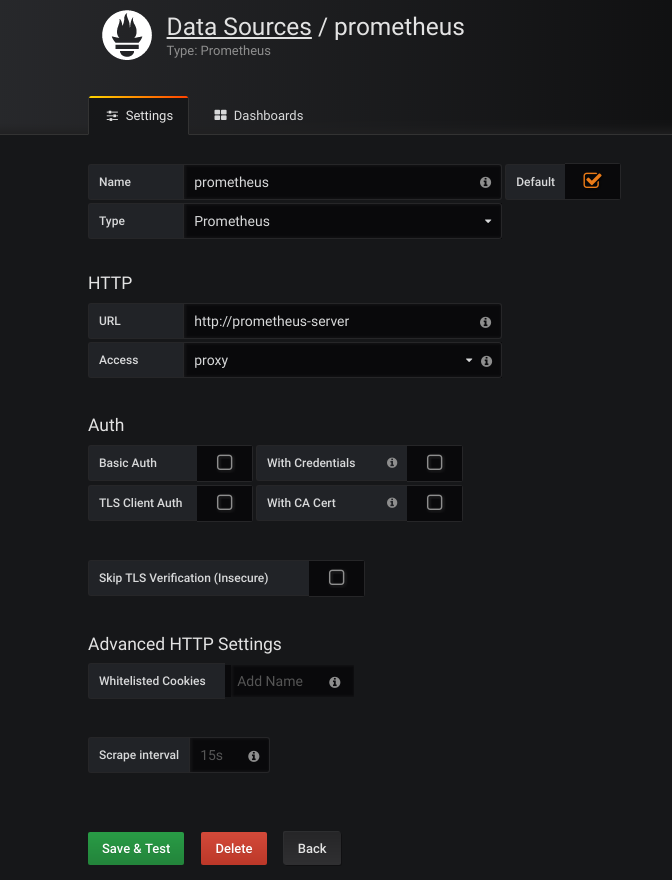 Data Sources / prometheus
Type: Prometheus
Settings Dashboards
Name prometheus Default
Type Prometheus
HTTP
URL http://prometheus-server
Access proxy
Auth
Basic Auth With Credentials
TLS Client Auth With CA Cert
Skip TLS Verification (Insecure)
Advanced HTTP Settings
Whitelisted Cookies Add Name
Scrape interval 15s
Save & Test Delete Back